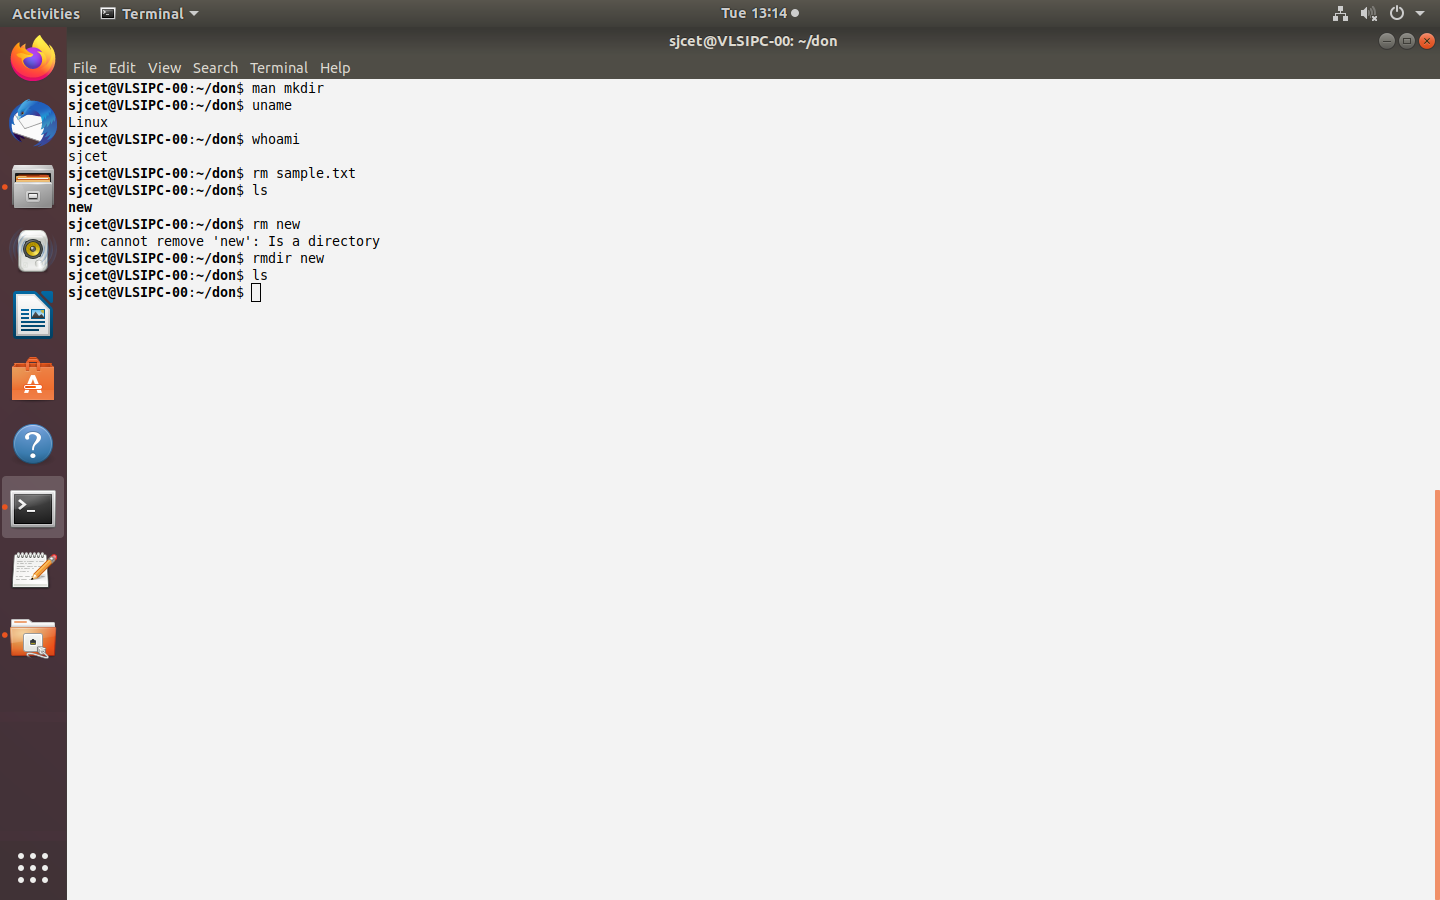 Activities Terminal Tue 13:14
sjcet@VLSIPC-00: ~/don
File Edit View Search Terminal Help
sjcet@VLSIPC-00:~/don$ man mkdir
sjcet@VLSIPC-00:~/don$ uname
Linux
sjcet@VLSIPC-00:~/don$ whoami
sjcet
sjcet@VLSIPC-00:~/don$ rm sample.txt
sjcet@VLSIPC-00:~/don$ ls
new
sjcet@VLSIPC-00:~/don$ rm new
rm: cannot remove 'new': Is a directory
sjcet@VLSIPC-00:~/don$ rmdir new
sjcet@VLSIPC-00:~/don$ ls
sjcet@VLSIPC-00:~/don$